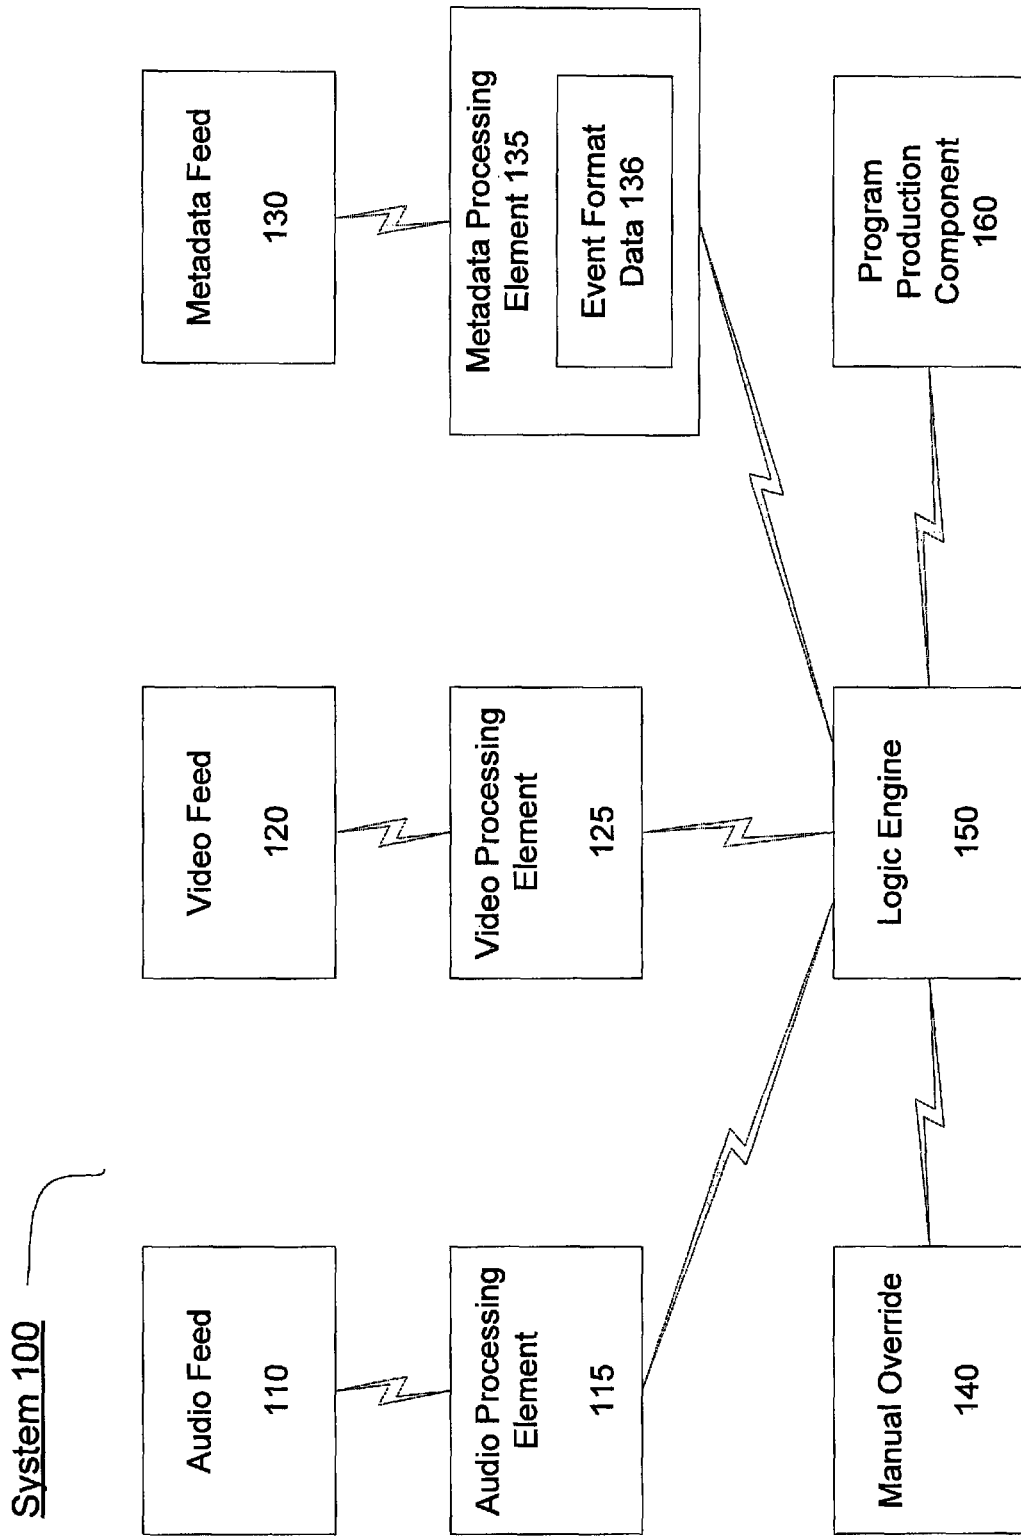 System 100
Audio Feed
110
Video Feed
120
Metadata Feed
130
Audio Processing
Element
115
Video Processing
Element
125
Metadata Processing
Element 135
Event Format
Data 136
Manual Override
140
Logic Engine
150
Program
Production
Component
160